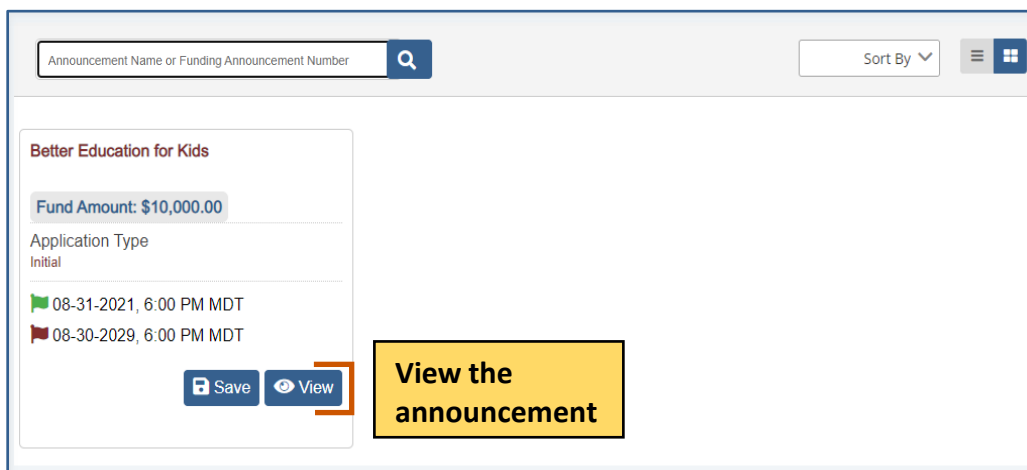 Announcement Name or Funding Announcement Number
Sort By
Better Education for Kids
Fund Amount: $10,000.00
Application Type
Initial
08-31-2021, 6:00 PM MDT
08-30-2029, 6:00 PM MDT
Save
View
View the
announcement